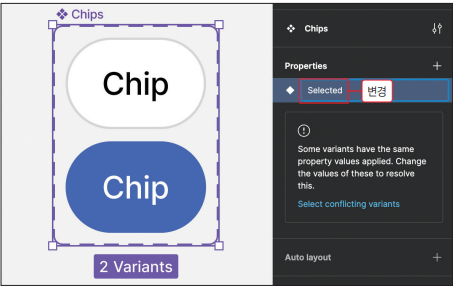 Chips
Chip
Chip
2 Variants
Chips
Properties
Selected
변경
Some variants have the same
property values applied. Change
the values of these to resolve
this.
Select conflicting variants
Auto layout